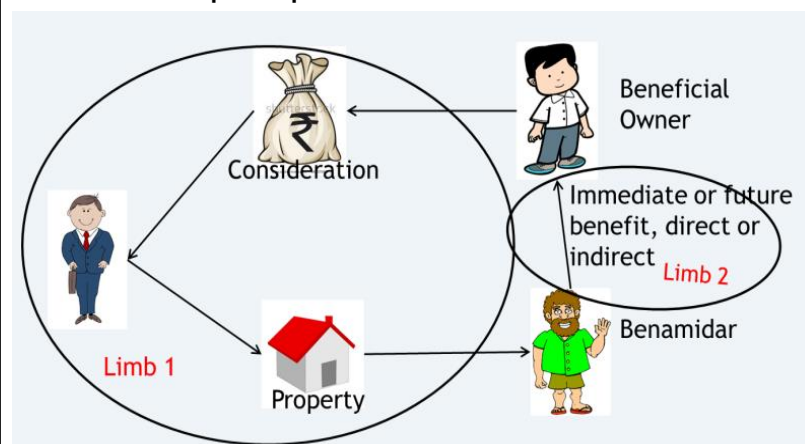 ₹
Consideration
Beneficial
Owner
Immediate or future
benefit, direct or
indirect
Limb 2
Benamidar
Limb 1
Property